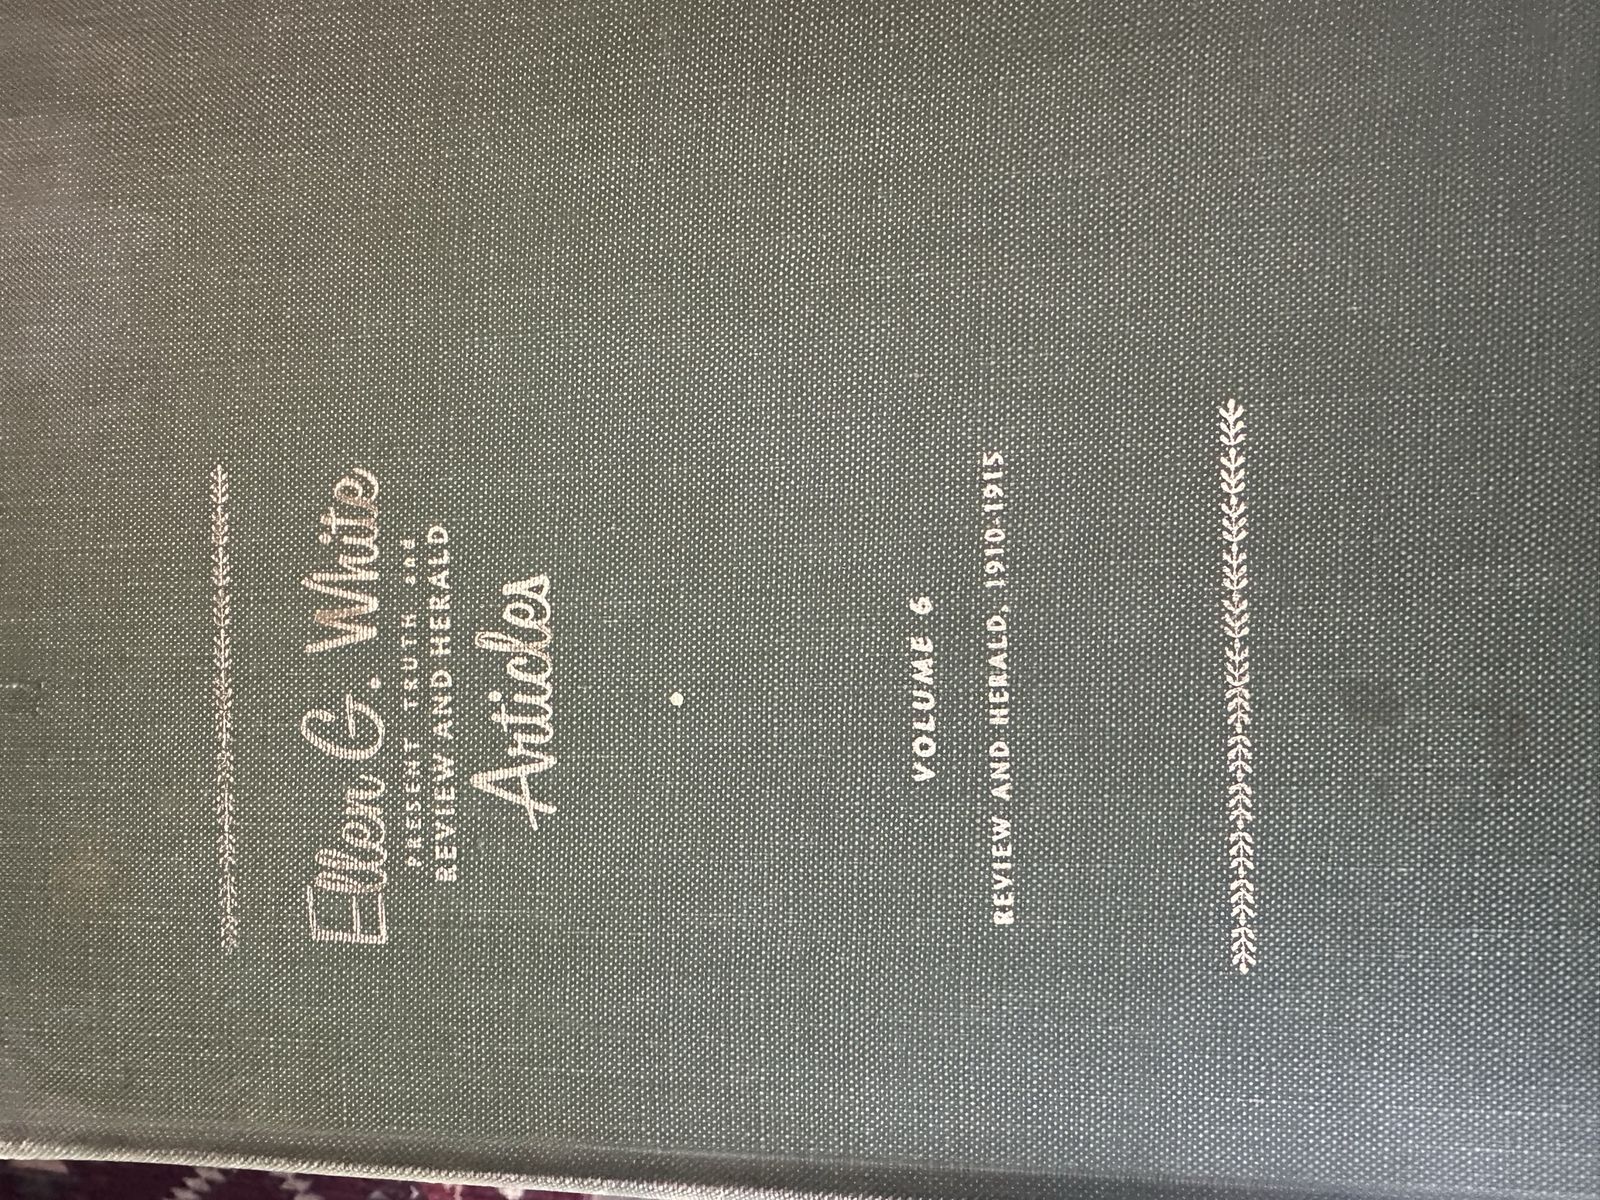 Ellen G. White
PRESENT TRUTH and
REVIEW AND HERALD
Articles
VOLUME 6
REVIEW AND HERALD, 1910-1915